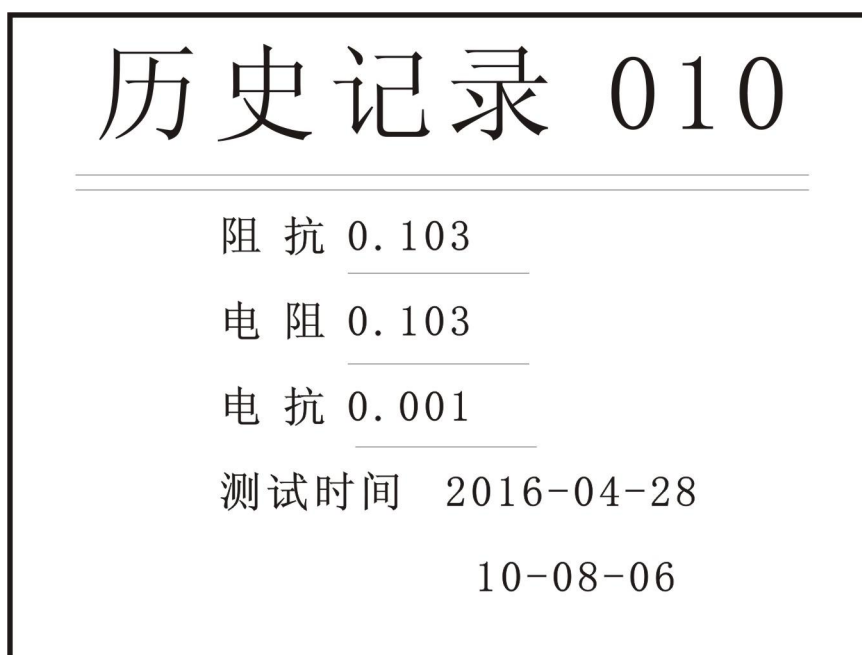 历史记录 010
阻 抗 0.103
电 阻 0.103
电 抗 0.001
测试时间 2016-04-28
10-08-06